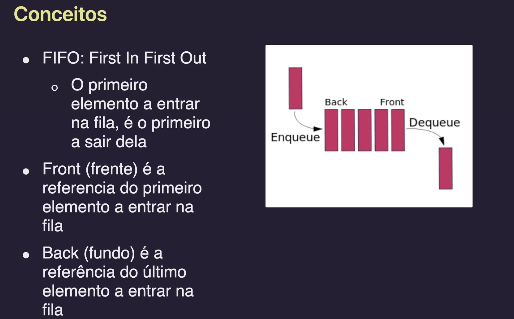 Conceitos
● FIFO: First In First Out
○ O primeiro
elemento a entrar
na fila, é o primeiro
a sair dela
● Front (frente) é a
referencia do primeiro
elemento a entrar na
fila
● Back (fundo) é a
referência do último
elemento a entrar na
fila
Back Front
Enqueue
Dequeue